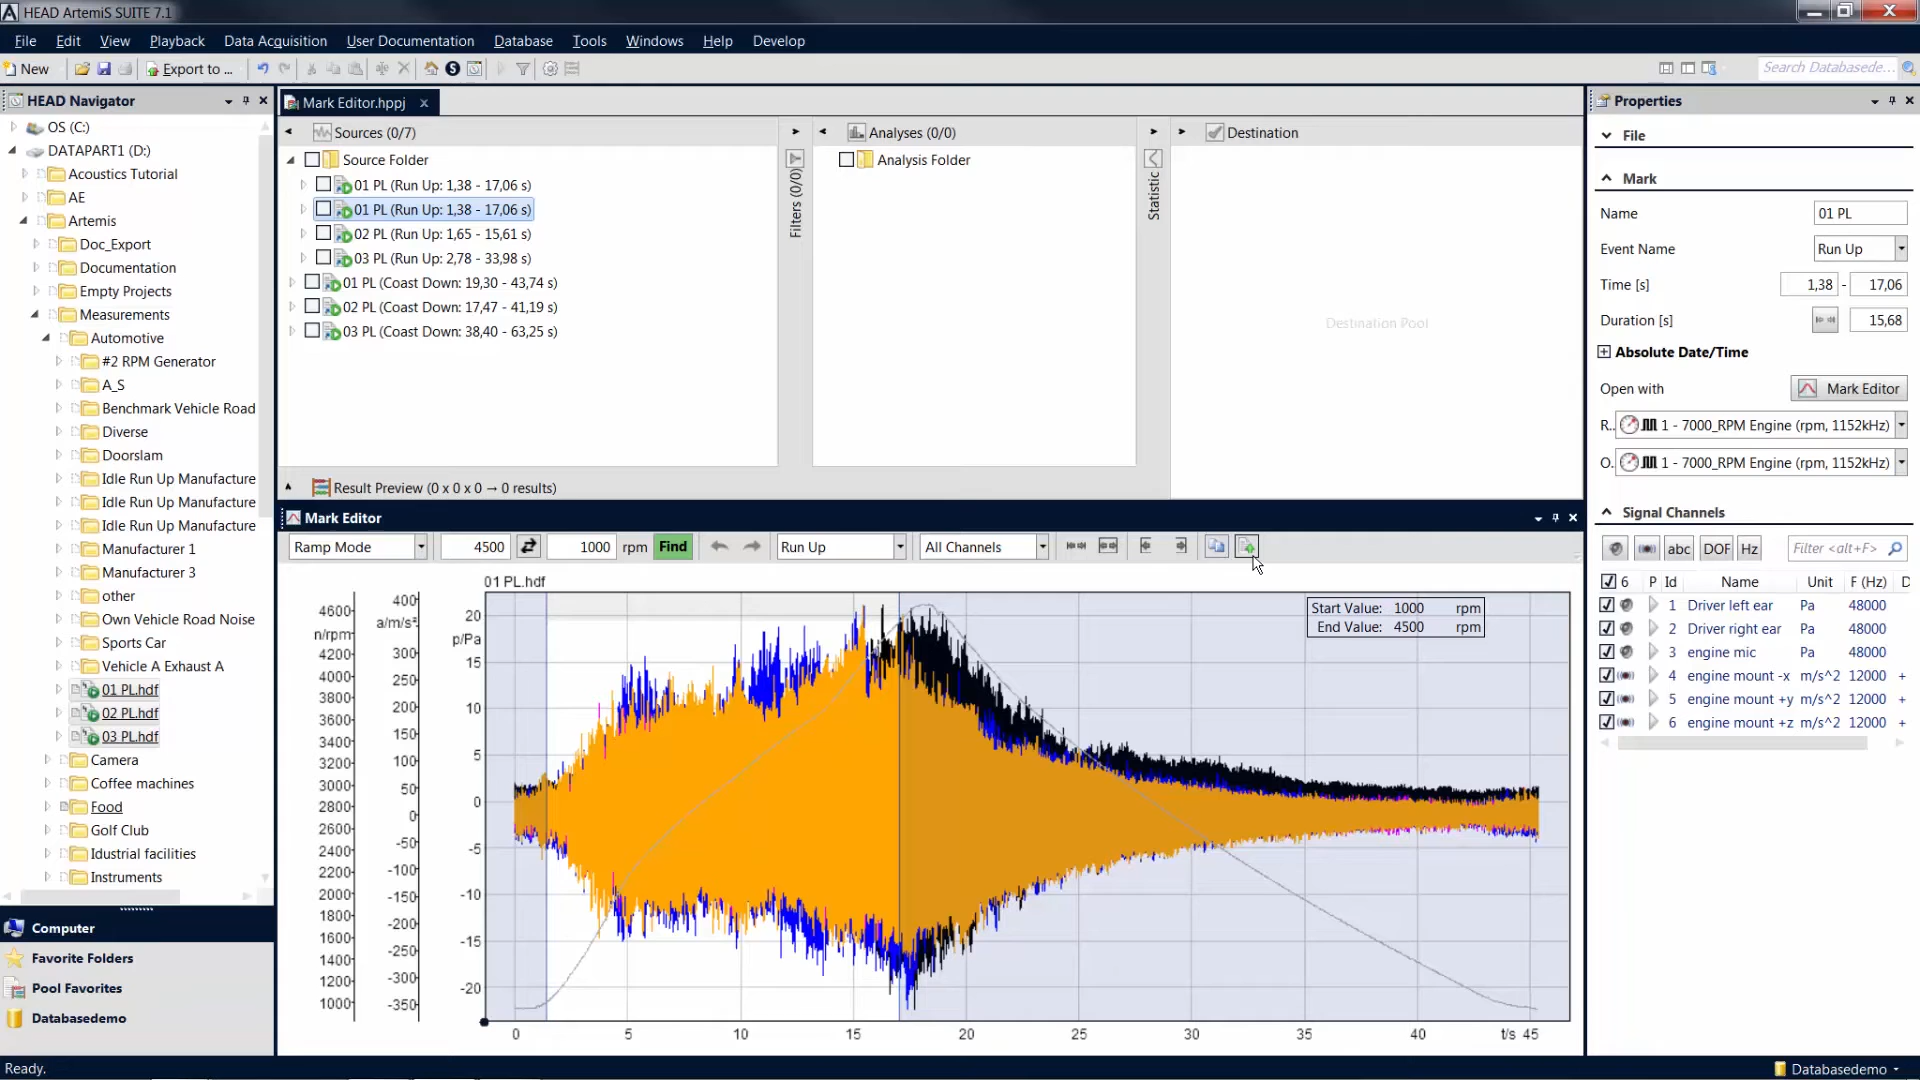 HEAD ArtemiS SUITE 7.1
File Edit View Playback Data Acquisition User Documentation Database Tools Windows Help Develop
New Export to ... Search Databasede...
HEAD Navigator
OS (C:)
DATAPART1 (D:)
Acoustics Tutorial
AE
Artemis
Doc_Export
Documentation
Empty Projects
Measurements
Automotive
#2 RPM Generator
A_S
Benchmark Vehicle Road
Diverse
Doorslam
Idle Run Up Manufacture
Idle Run Up Manufacture
Idle Run Up Manufacture
Manufacturer 1
Manufacturer 3
other
Own Vehicle Road Noise
Sports Car
Vehicle A Exhaust A
01 PL.hdf
02 PL.hdf
03 PL.hdf
Camera
Coffee machines
Food
Golf Club
Idustrial facilities
Instruments
Computer
Favorite Folders
Pool Favorites
Databasedemo
Mark Editor.hppj
Sources (0/7)
Source Folder
01 PL (Run Up: 1,38 - 17,06 s)
01 PL (Run Up: 1,38 - 17,06 s)
02 PL (Run Up: 1,65 - 15,61 s)
03 PL (Run Up: 2,78 - 33,98 s)
01 PL (Coast Down: 19,30 - 43,74 s)
02 PL (Coast Down: 17,47 - 41,19 s)
03 PL (Coast Down: 38,40 - 63,25 s)
Filters (0/0)
Analyses (0/0)
Analysis Folder
Statistic
Destination
Destination Pool
Result Preview (0 x 0 x 0 → 0 results)
Mark Editor
Ramp Mode 4500 1000 rpm Find Run Up All Channels
01 PL.hdf
Start Value: 1000 rpm
End Value: 4500 rpm
n/rpm
4600
4200
4000
3800
3600
3400
3200
3000
2800
2600
2400
2200
2000
1800
1600
1400
1200
1000
a/m/s²
400
300
250
200
150
100
50
0
-50
-100
-150
-200
-250
-300
-350
p/Pa
20
15
10
5
0
-5
-10
-15
-20
0 5 10 15 20 25 30 35 40 t/s 45
Properties
File
Mark
Name 01 PL
Event Name Run Up
Time [s] 1,38 - 17,06
Duration [s] 15,68
Absolute Date/Time
Open with Mark Editor
R.. 1 - 7000_RPM Engine (rpm, 1152kHz)
O. 1 - 7000_RPM Engine (rpm, 1152kHz)
Signal Channels
abc DOF Hz Filter <alt+F>
6 P Id Name Unit F (Hz) D
1 Driver left ear Pa 48000
2 Driver right ear Pa 48000
3 engine mic Pa 48000
4 engine mount -x m/s^2 12000 +
5 engine mount +y m/s^2 12000 +
6 engine mount +z m/s^2 12000 +
Ready.
Databasedemo